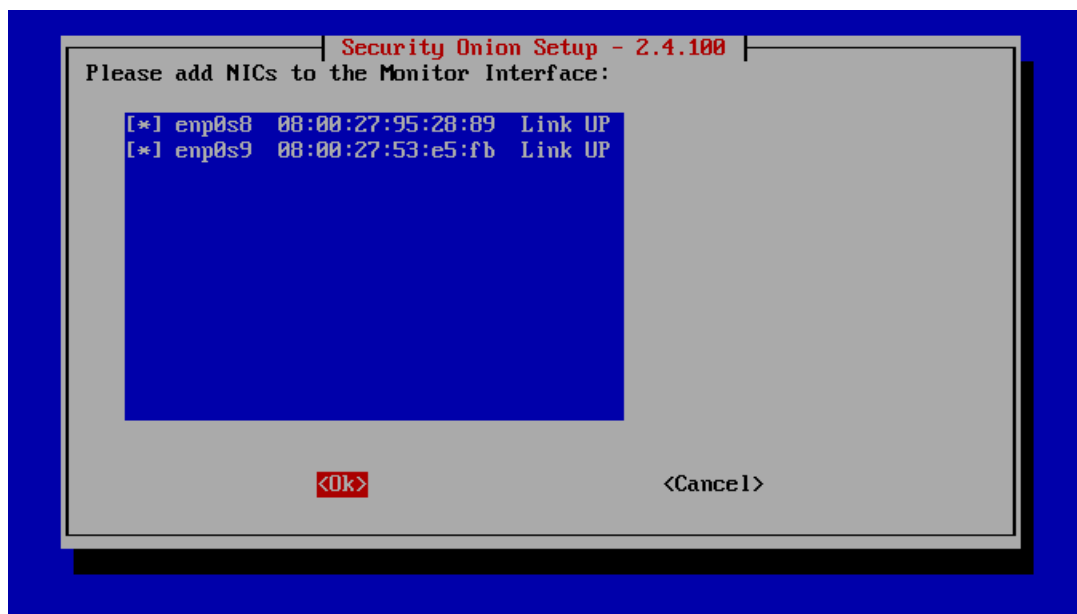 Security Onion Setup - 2.4.100
Please add NICs to the Monitor Interface:
[*] enp0s8  08:00:27:95:28:89  Link UP
[*] enp0s9  08:00:27:53:e5:fb  Link UP
<Ok> <Cancel>